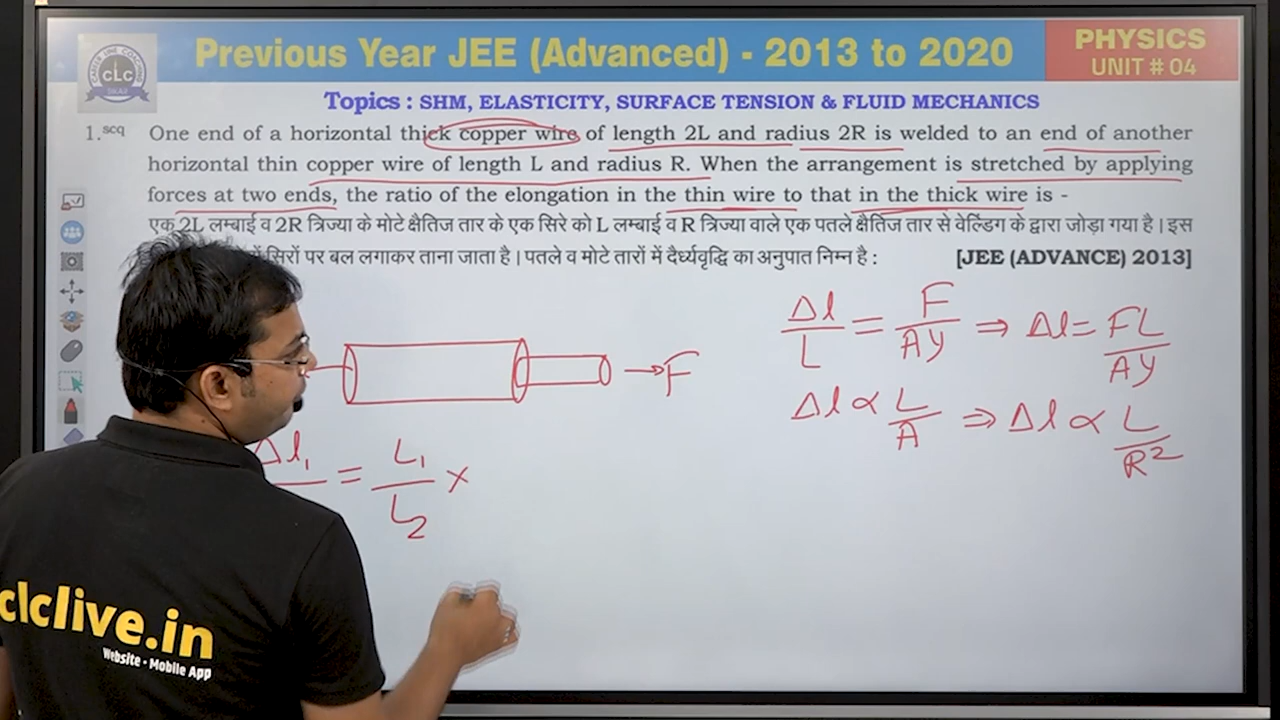 Previous Year JEE (Advanced) - 2013 to 2020
PHYSICS
UNIT # 04
CLC
Topics : SHM, ELASTICITY, SURFACE TENSION & FLUID MECHANICS
1.scq One end of a horizontal thick copper wire of length 2L and radius 2R is welded to an end of another
horizontal thin copper wire of length L and radius R. When the arrangement is stretched by applying
forces at two ends, the ratio of the elongation in the thin wire to that in the thick wire is -
एक 2L लम्बाई व 2R त्रिज्या के मोटे क्षैतिज तार के एक सिरे को L लम्बाई व R त्रिज्या वाले एक पतले क्षैतिज तार से वेल्डिंग के द्वारा जोड़ा गया है। इस
सिरों पर बल लगाकर ताना जाता है। पतले व मोटे तारों में दैर्ध्यवृद्धि का अनुपात निम्न है :
[JEE (ADVANCE) 2013]
Δl/L = F/AY ⇒ Δl = FL/AY
→F
Δl ∝ L/A ⇒ Δl ∝ L/R²
Δl₁ = L₁/L₂ ×
clclive.in
Website • Mobile App